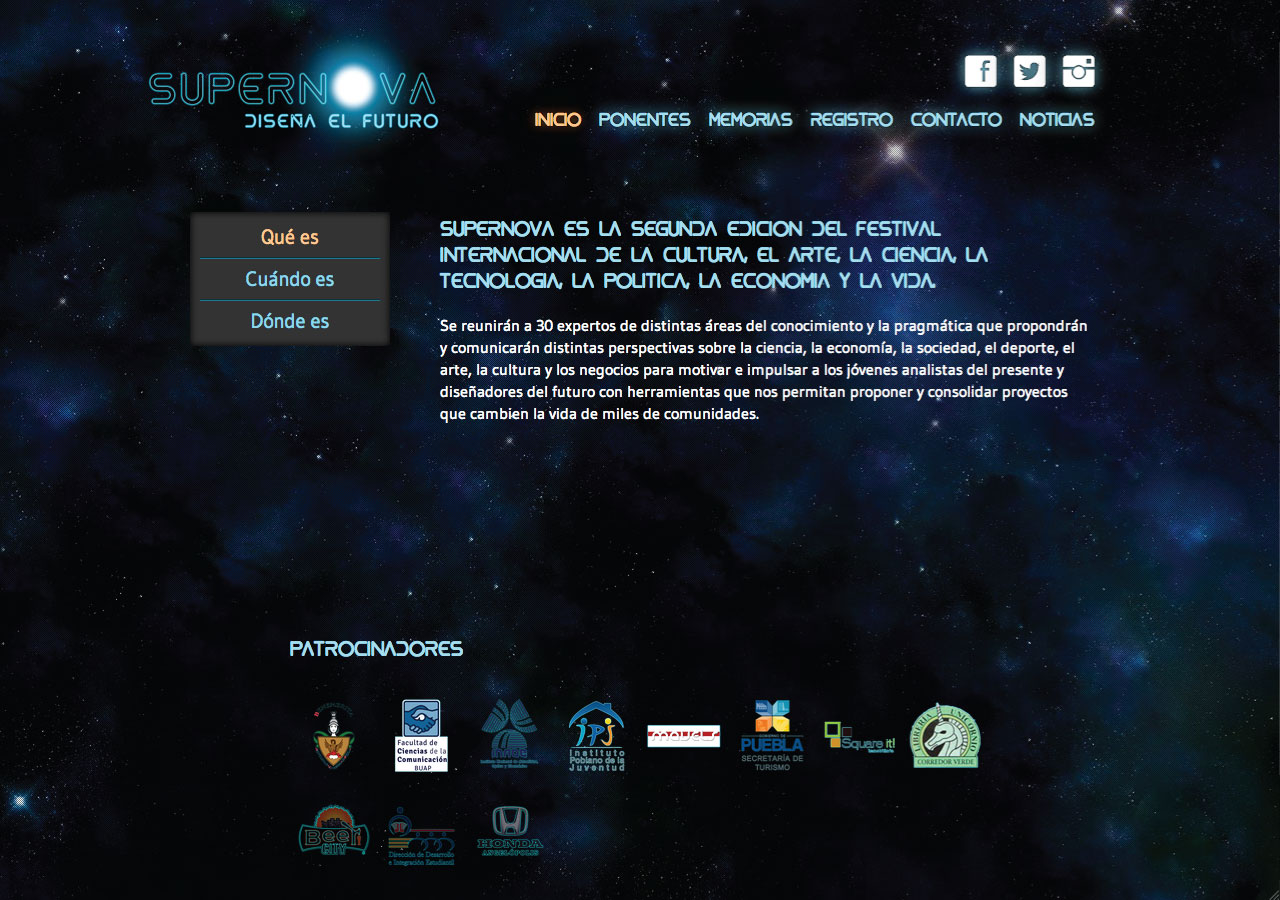 SUPERNOVA
DISEÑA EL FUTURO
INICIO PONENTES MEMORIAS REGISTRO CONTACTO NOTICIAS
Qué es
Cuándo es
Dónde es
SUPERNOVA ES LA SEGUNDA EDICION DEL FESTIVAL
INTERNACIONAL DE LA CULTURA, EL ARTE, LA CIENCIA, LA
TECNOLOGIA, LA POLITICA, LA ECONOMIA Y LA VIDA.
Se reunirán a 30 expertos de distintas áreas del conocimiento y la pragmática que propondrán
y comunicarán distintas perspectivas sobre la ciencia, la economía, la sociedad, el deporte, el
arte, la cultura y los negocios para motivar e impulsar a los jóvenes analistas del presente y
diseñadores del futuro con herramientas que nos permitan proponer y consolidar proyectos
que cambien la vida de miles de comunidades.
PATROCINADORES
Facultad de
Ciencias de la
Comunicación
BUAP
INAOE
IPJ
Instituto
Poblano de la
Juventud
PUEBLA
SECRETARÍA DE
TURISMO
Square it!
LIBRERIA UNICORNIO
CORREDOR VERDE
Beer
CITY
Dirección de Desarrollo
e Integración Estudiantil
HONDA
ANGELÓPOLIS